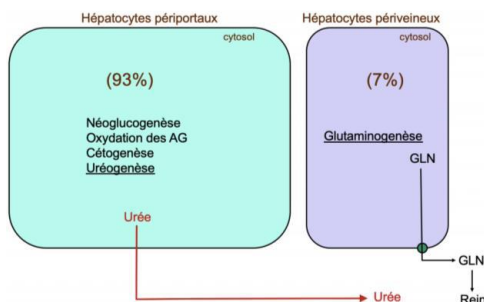 Hépatocytes périportaux
cytosol
(93%)
Néoglucogenèse
Oxydation des AG
Cétogenèse
Uréogenèse
Urée
Hépatocytes périveineux
cytosol
(7%)
Glutaminogenèse
GLN
GLN
Urée
Rein